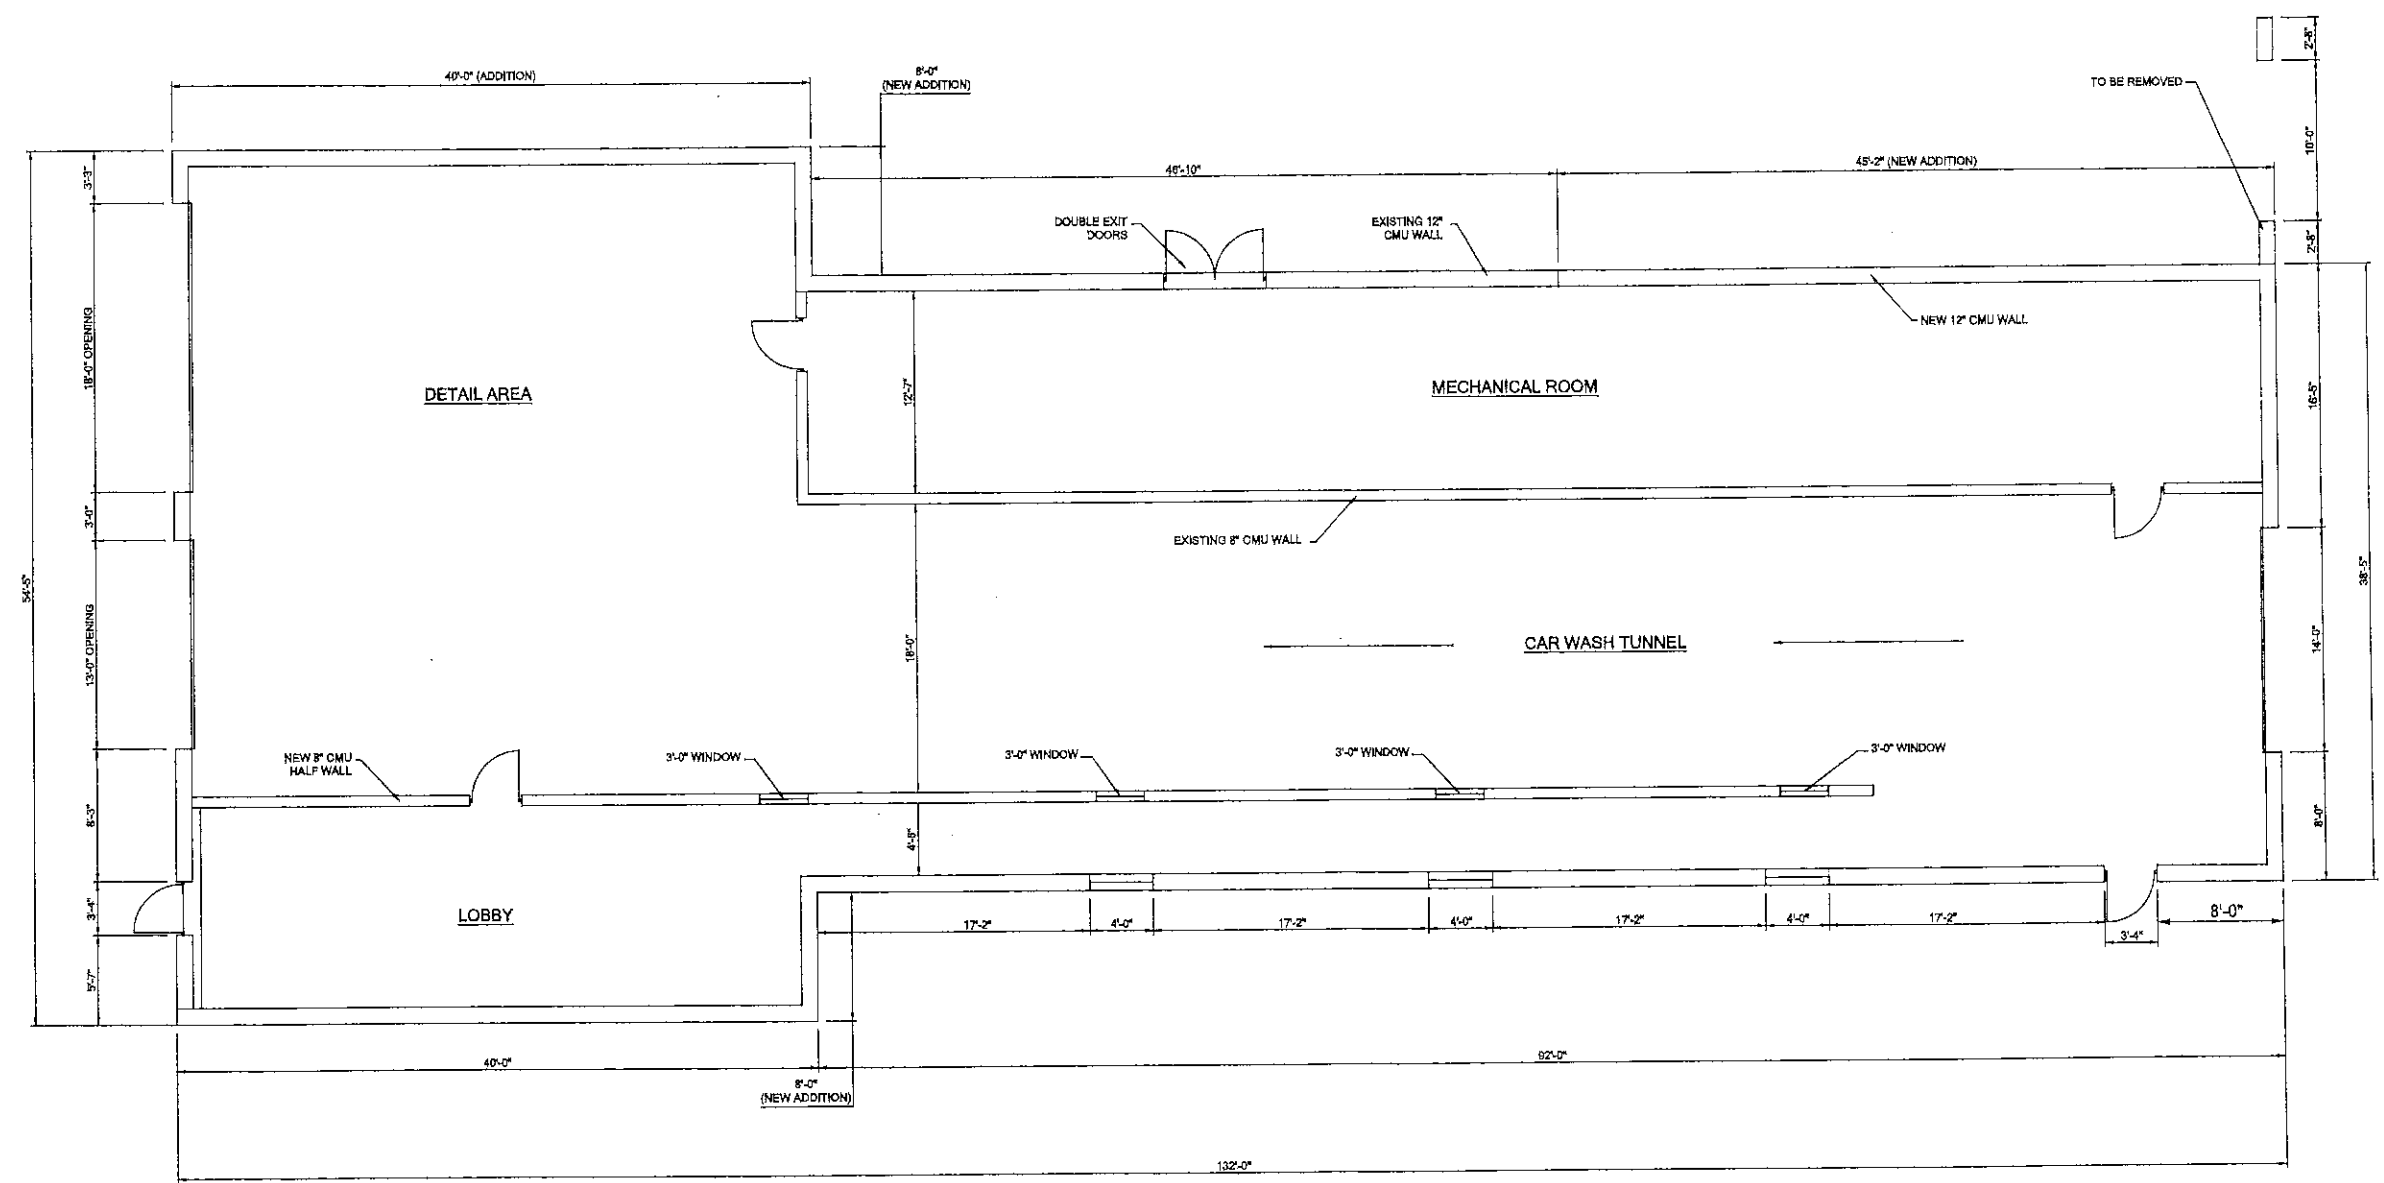 2'-8"
40'-0" (ADDITION)
8'-0"
(NEW ADDITION)
TO BE REMOVED
10'-0"
46'-10"
45'-2" (NEW ADDITION)
3'-3"
DOUBLE EXIT
DOORS
EXISTING 12"
CMU WALL
2'-8"
NEW 12" CMU WALL
18'-0" OPENING
DETAIL AREA
12'-7"
MECHANICAL ROOM
16'-5"
3'-0"
EXISTING 8" CMU WALL
54'-5"
38'-5"
13'-0" OPENING
18'-0"
CAR WASH TUNNEL
14'-0"
NEW 8" CMU
HALF WALL
3'-0" WINDOW
3'-0" WINDOW
3'-0" WINDOW
3'-0" WINDOW
8'-3"
4'-8"
8'-0"
3'-4"
LOBBY
17'-2"
4'-0"
17'-2"
4'-0"
17'-2"
4'-0"
17'-2"
3'-4"
8'-0"
5'-7"
40'-0"
92'-0"
8'-0"
(NEW ADDITION)
132'-0"